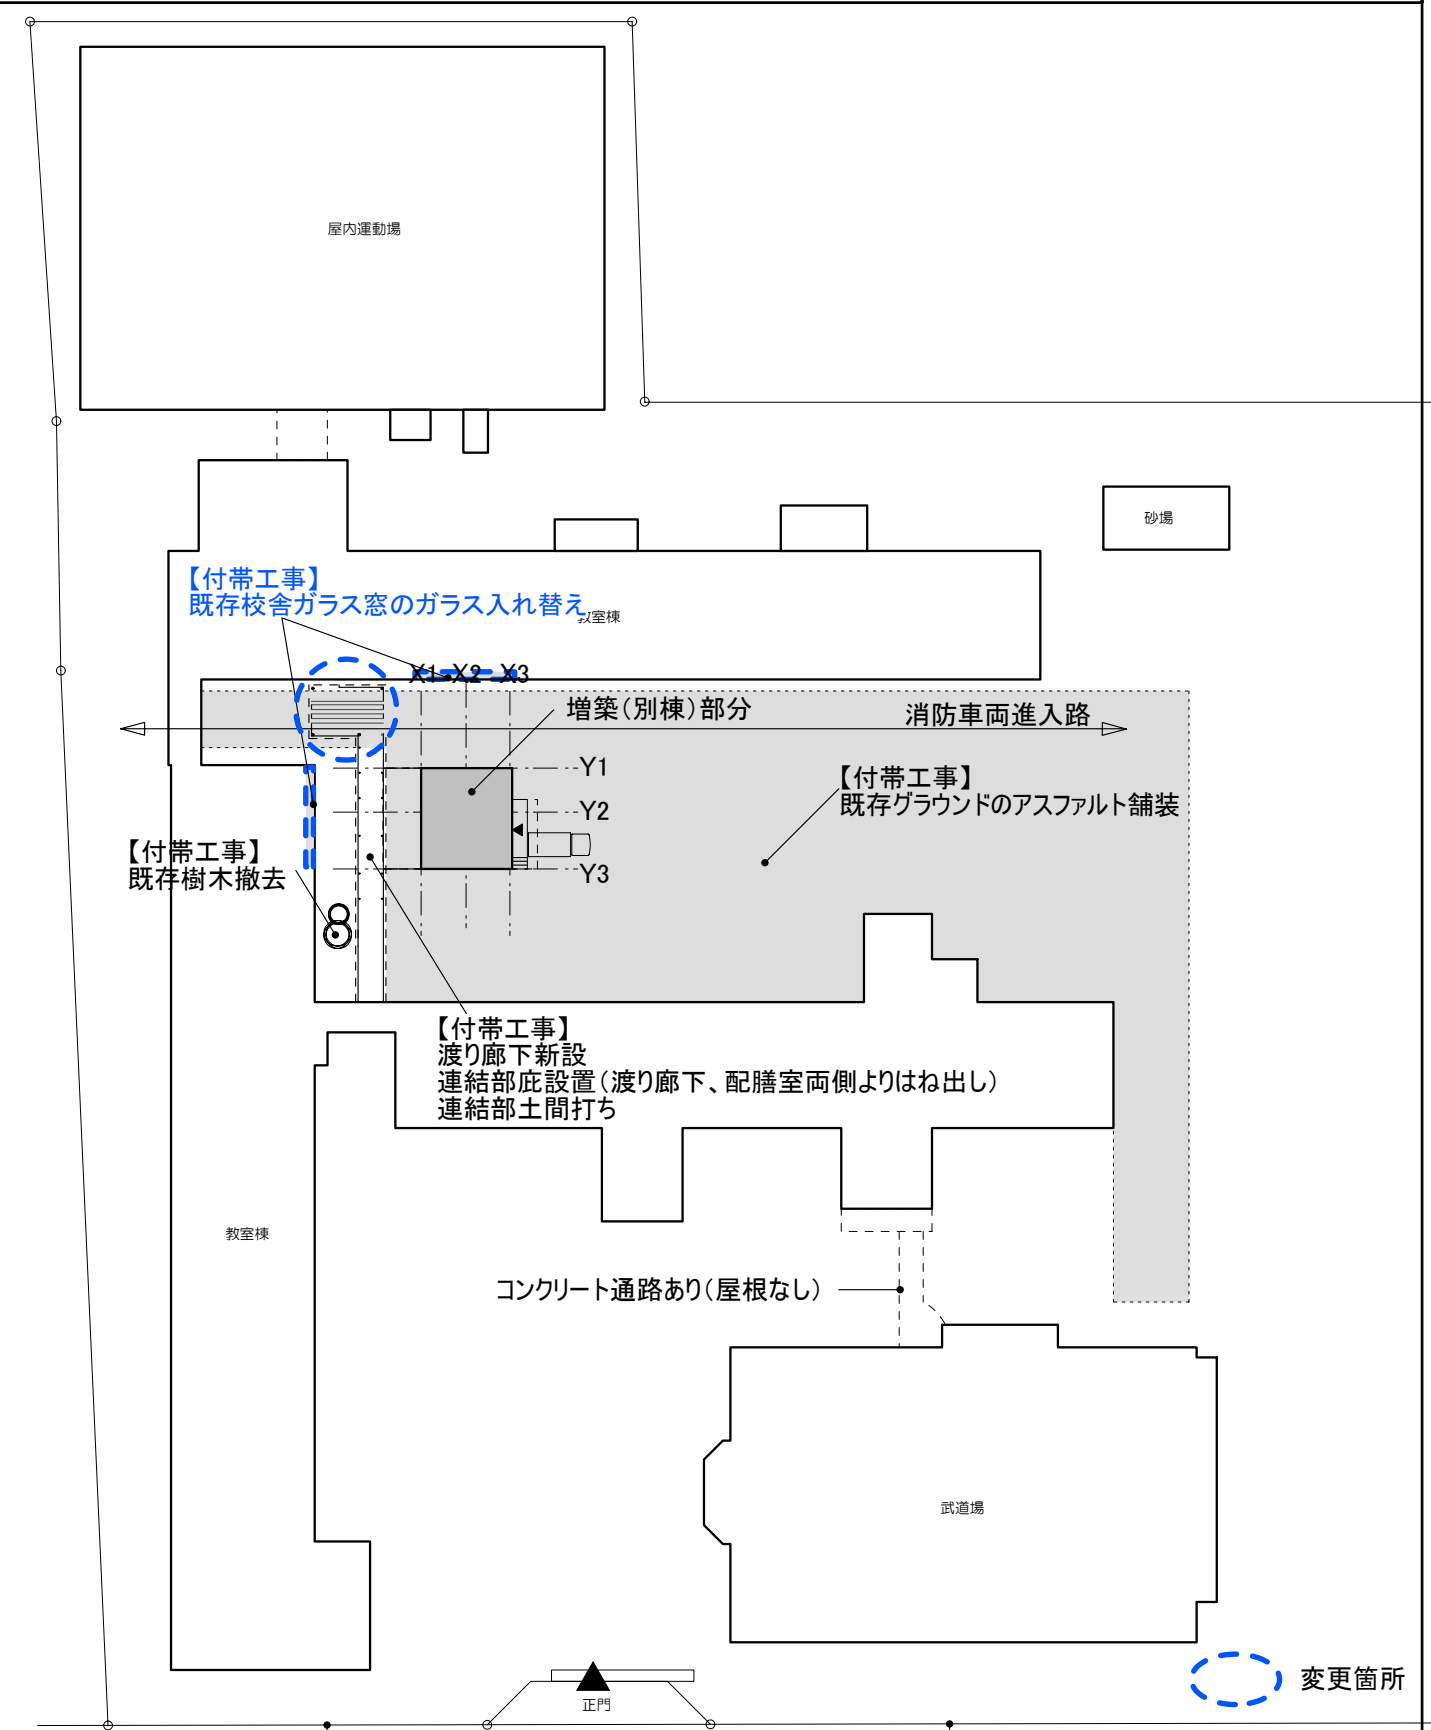 屋内運動場
砂場
【付帯工事】
既存校舎ガラス窓のガラス入れ替え
教室棟
X1 X2 X3
増築（別棟）部分
消防車両進入路
Y1
【付帯工事】
既存グラウンドのアスファルト舗装
Y2
【付帯工事】
既存樹木撤去
Y3
【付帯工事】
渡り廊下新設
連結部庇設置（渡り廊下、配膳室両側よりはね出し）
連結部土間打ち
教室棟
コンクリート通路あり（屋根なし）
武道場
変更箇所
正門